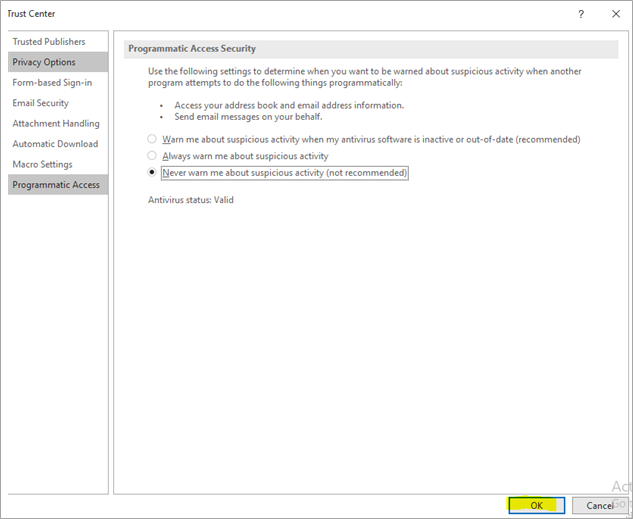 Trust Center
?
Trusted Publishers
Privacy Options
Form-based Sign-in
Email Security
Attachment Handling
Automatic Download
Macro Settings
Programmatic Access
Programmatic Access Security
Use the following settings to determine when you want to be warned about suspicious activity when another
program attempts to do the following things programmatically:
• Access your address book and email address information.
• Send email messages on your behalf.
Warn me about suspicious activity when my antivirus software is inactive or out-of-date (recommended)
Always warn me about suspicious activity
Never warn me about suspicious activity (not recommended)
Antivirus status: Valid
OK
Cancel